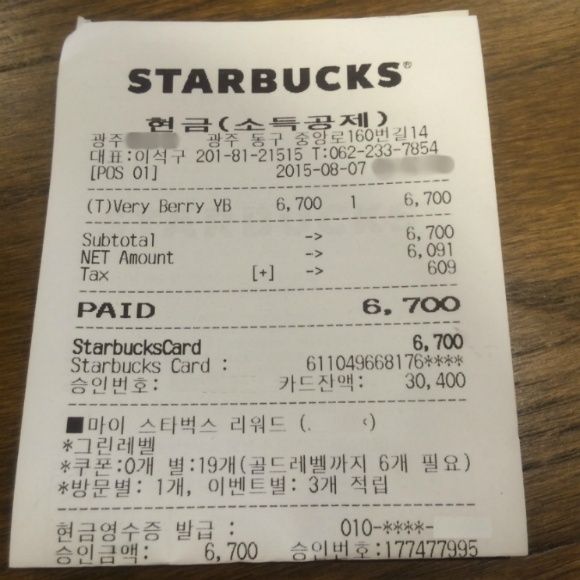 STARBUCKS®
현금(소득공제)
광주 광주 동구 중앙로160번길14
대표:이석구 201-81-21515 T:062-233-7854
[POS 01] 2015-08-07
(T)Very Berry YB 6,700 1 6,700
Subtotal -> 6,700
NET Amount -> 6,091
Tax [+] -> 609
PAID 6,700
StarbucksCard 6,700
Starbucks Card : 611049668176****
승인번호: 카드잔액: 30,400
■마이 스타벅스 리워드 ( )
*그린레벨
*쿠폰:0개 별:19개(골드레벨까지 6개 필요)
*방문별: 1개, 이벤트별: 3개 적립
현금영수증 발급 : 010-****-
승인금액: 6,700 승인번호:177477995